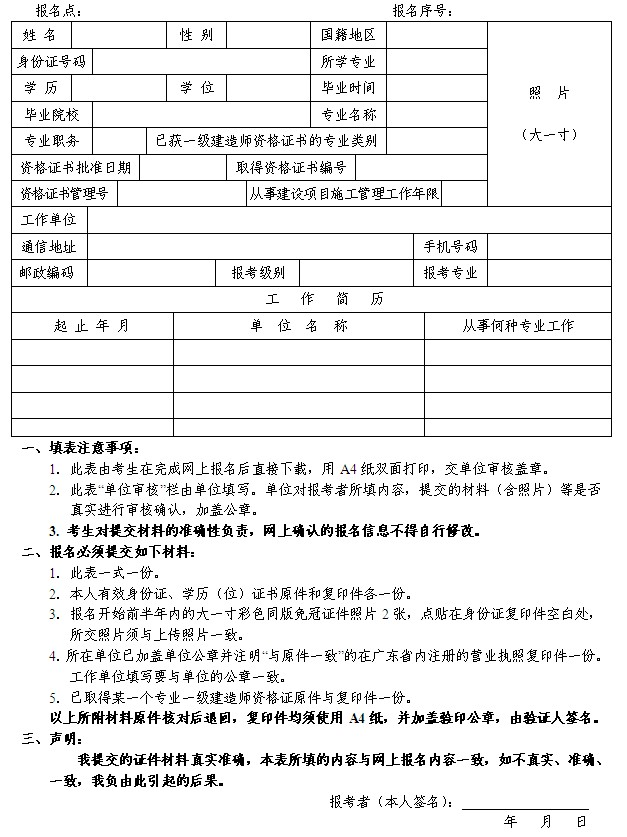 报名点: 报名序号:
姓 名 性 别 国籍地区
身份证号码 所学专业
学 历 学 位 毕业时间
照 片
毕业院校 专业名称
（大一寸）
专业职务 已获一级建造师资格证书的专业类别
资格证书批准日期 取得资格证书编号
资格证书管理号 从事建设项目施工管理工作年限
工作单位
通信地址 手机号码
邮政编码 报考级别 报考专业
工 作 简 历
起 止 年 月 单 位 名 称 从事何种专业工作
一、填表注意事项：
1. 此表由考生在完成网上报名后直接下载，用 A4 纸双面打印，交单位审核盖章。
2. 此表“单位审核”栏由单位填写。单位对报考者所填内容，提交的材料（含照片）等是否
真实进行审核确认，加盖公章。
3. 考生对提交材料的准确性负责，网上确认的报名信息不得自行修改。
二、报名必须提交如下材料：
1. 此表一式一份。
2. 本人有效身份证、学历（位）证书原件和复印件各一份。
3. 报名开始前半年内的大一寸彩色同版免冠证件照片 2 张，点贴在身份证复印件空白处，
所交照片须与上传照片一致。
4. 所在单位已加盖单位公章并注明“与原件一致”的在广东省内注册的营业执照复印件一份。
工作单位填写要与单位的公章一致。
5. 已取得某一个专业一级建造师资格证原件与复印件一份。
以上所附材料原件核对后退回，复印件均须使用 A4 纸，并加盖验印公章，由验证人签名。
三、声明：
我提交的证件材料真实准确，本表所填的内容与网上报名内容一致，如不真实、准确、
一致，我负由此引起的后果。
报考者（本人签名）：
年 月 日